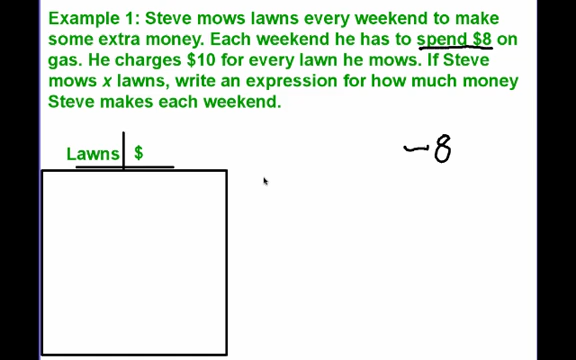 Example 1: Steve mows lawns every weekend to make
some extra money. Each weekend he has to spend $8 on
gas. He charges $10 for every lawn he mows. If Steve
mows x lawns, write an expression for how much money
Steve makes each weekend.
Lawns $
-8